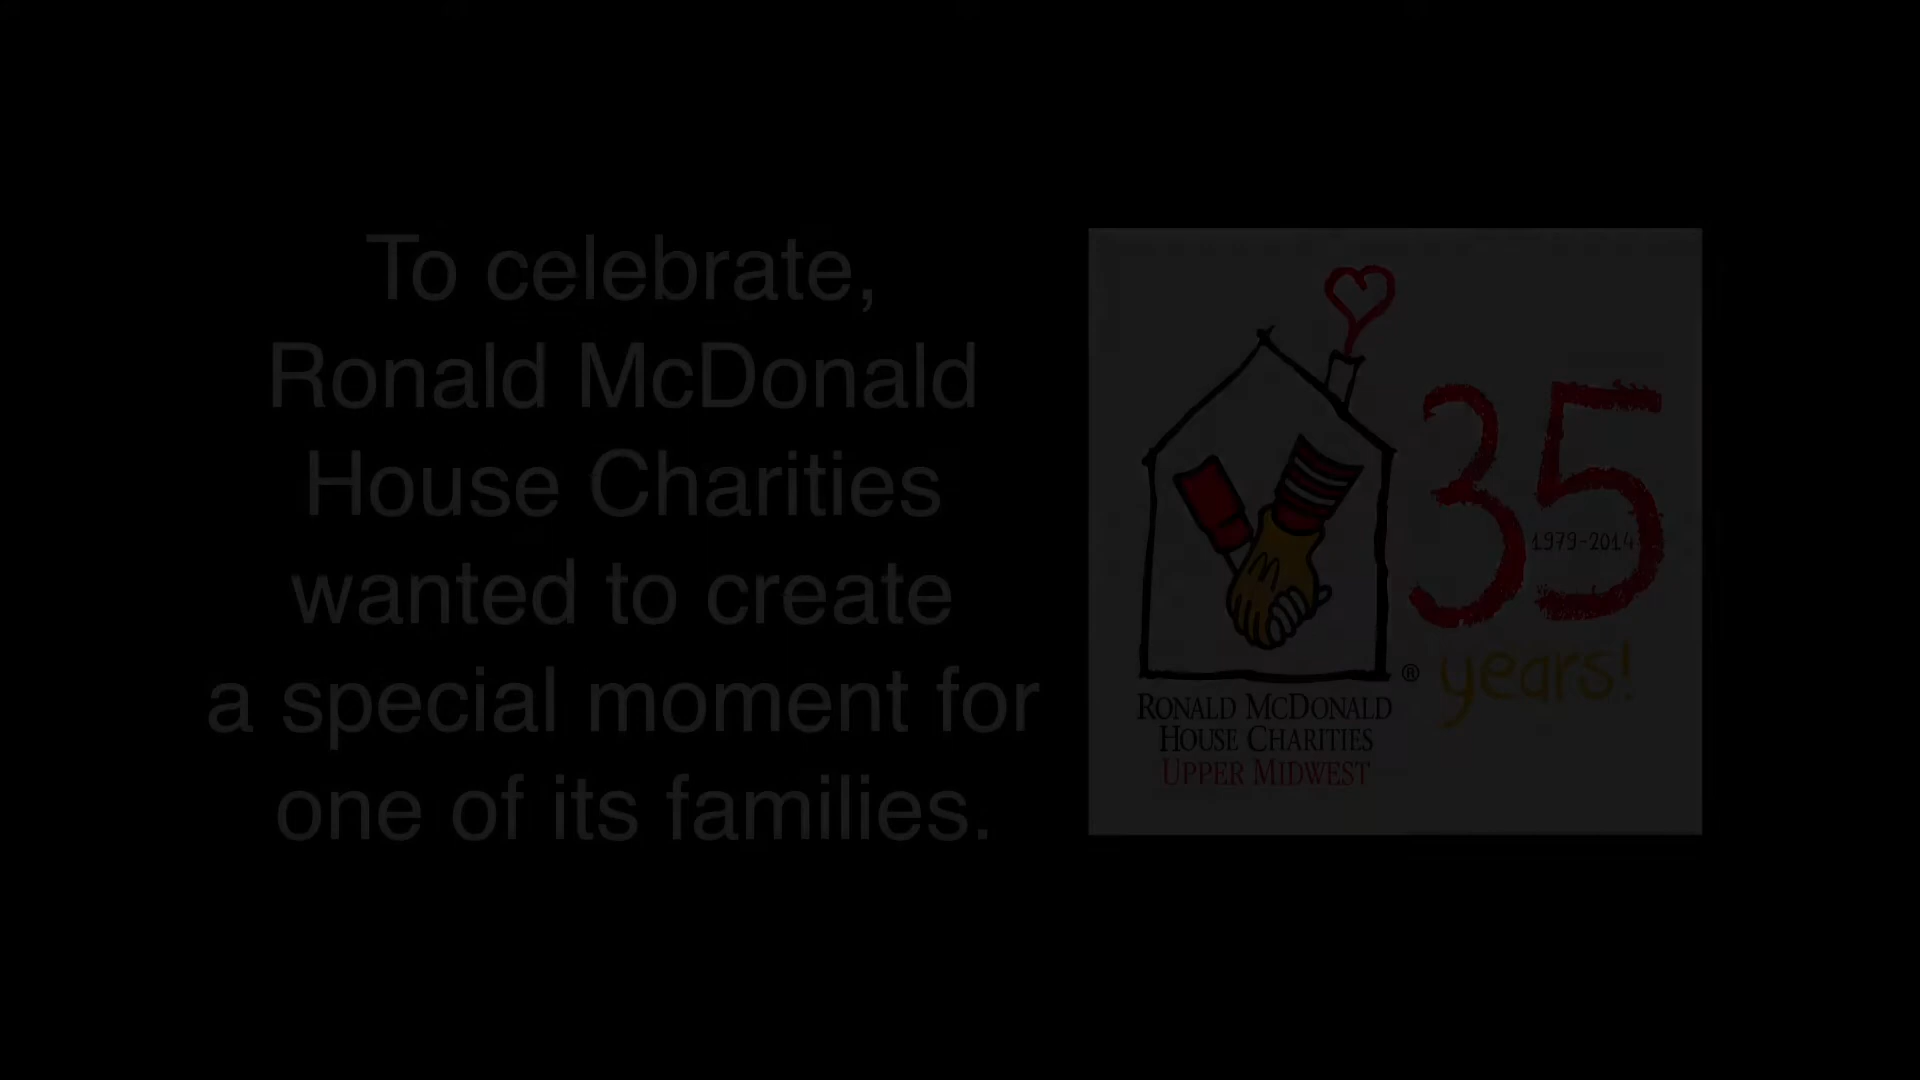 To celebrate,
Ronald McDonald
House Charities
wanted to create
a special moment for
one of its families.
35
1979-2014
years!
®
RONALD MCDONALD
HOUSE CHARITIES
UPPER MIDWEST